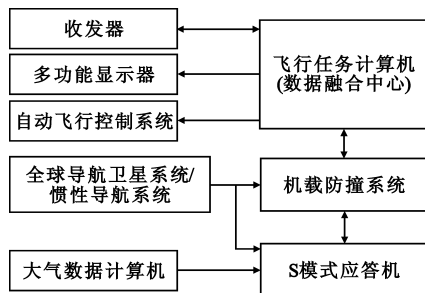 收发器
多功能显示器
自动飞行控制系统
飞行任务计算机
(数据融合中心)
全球导航卫星系统/
惯性导航系统
机载防撞系统
大气数据计算机
S模式应答机